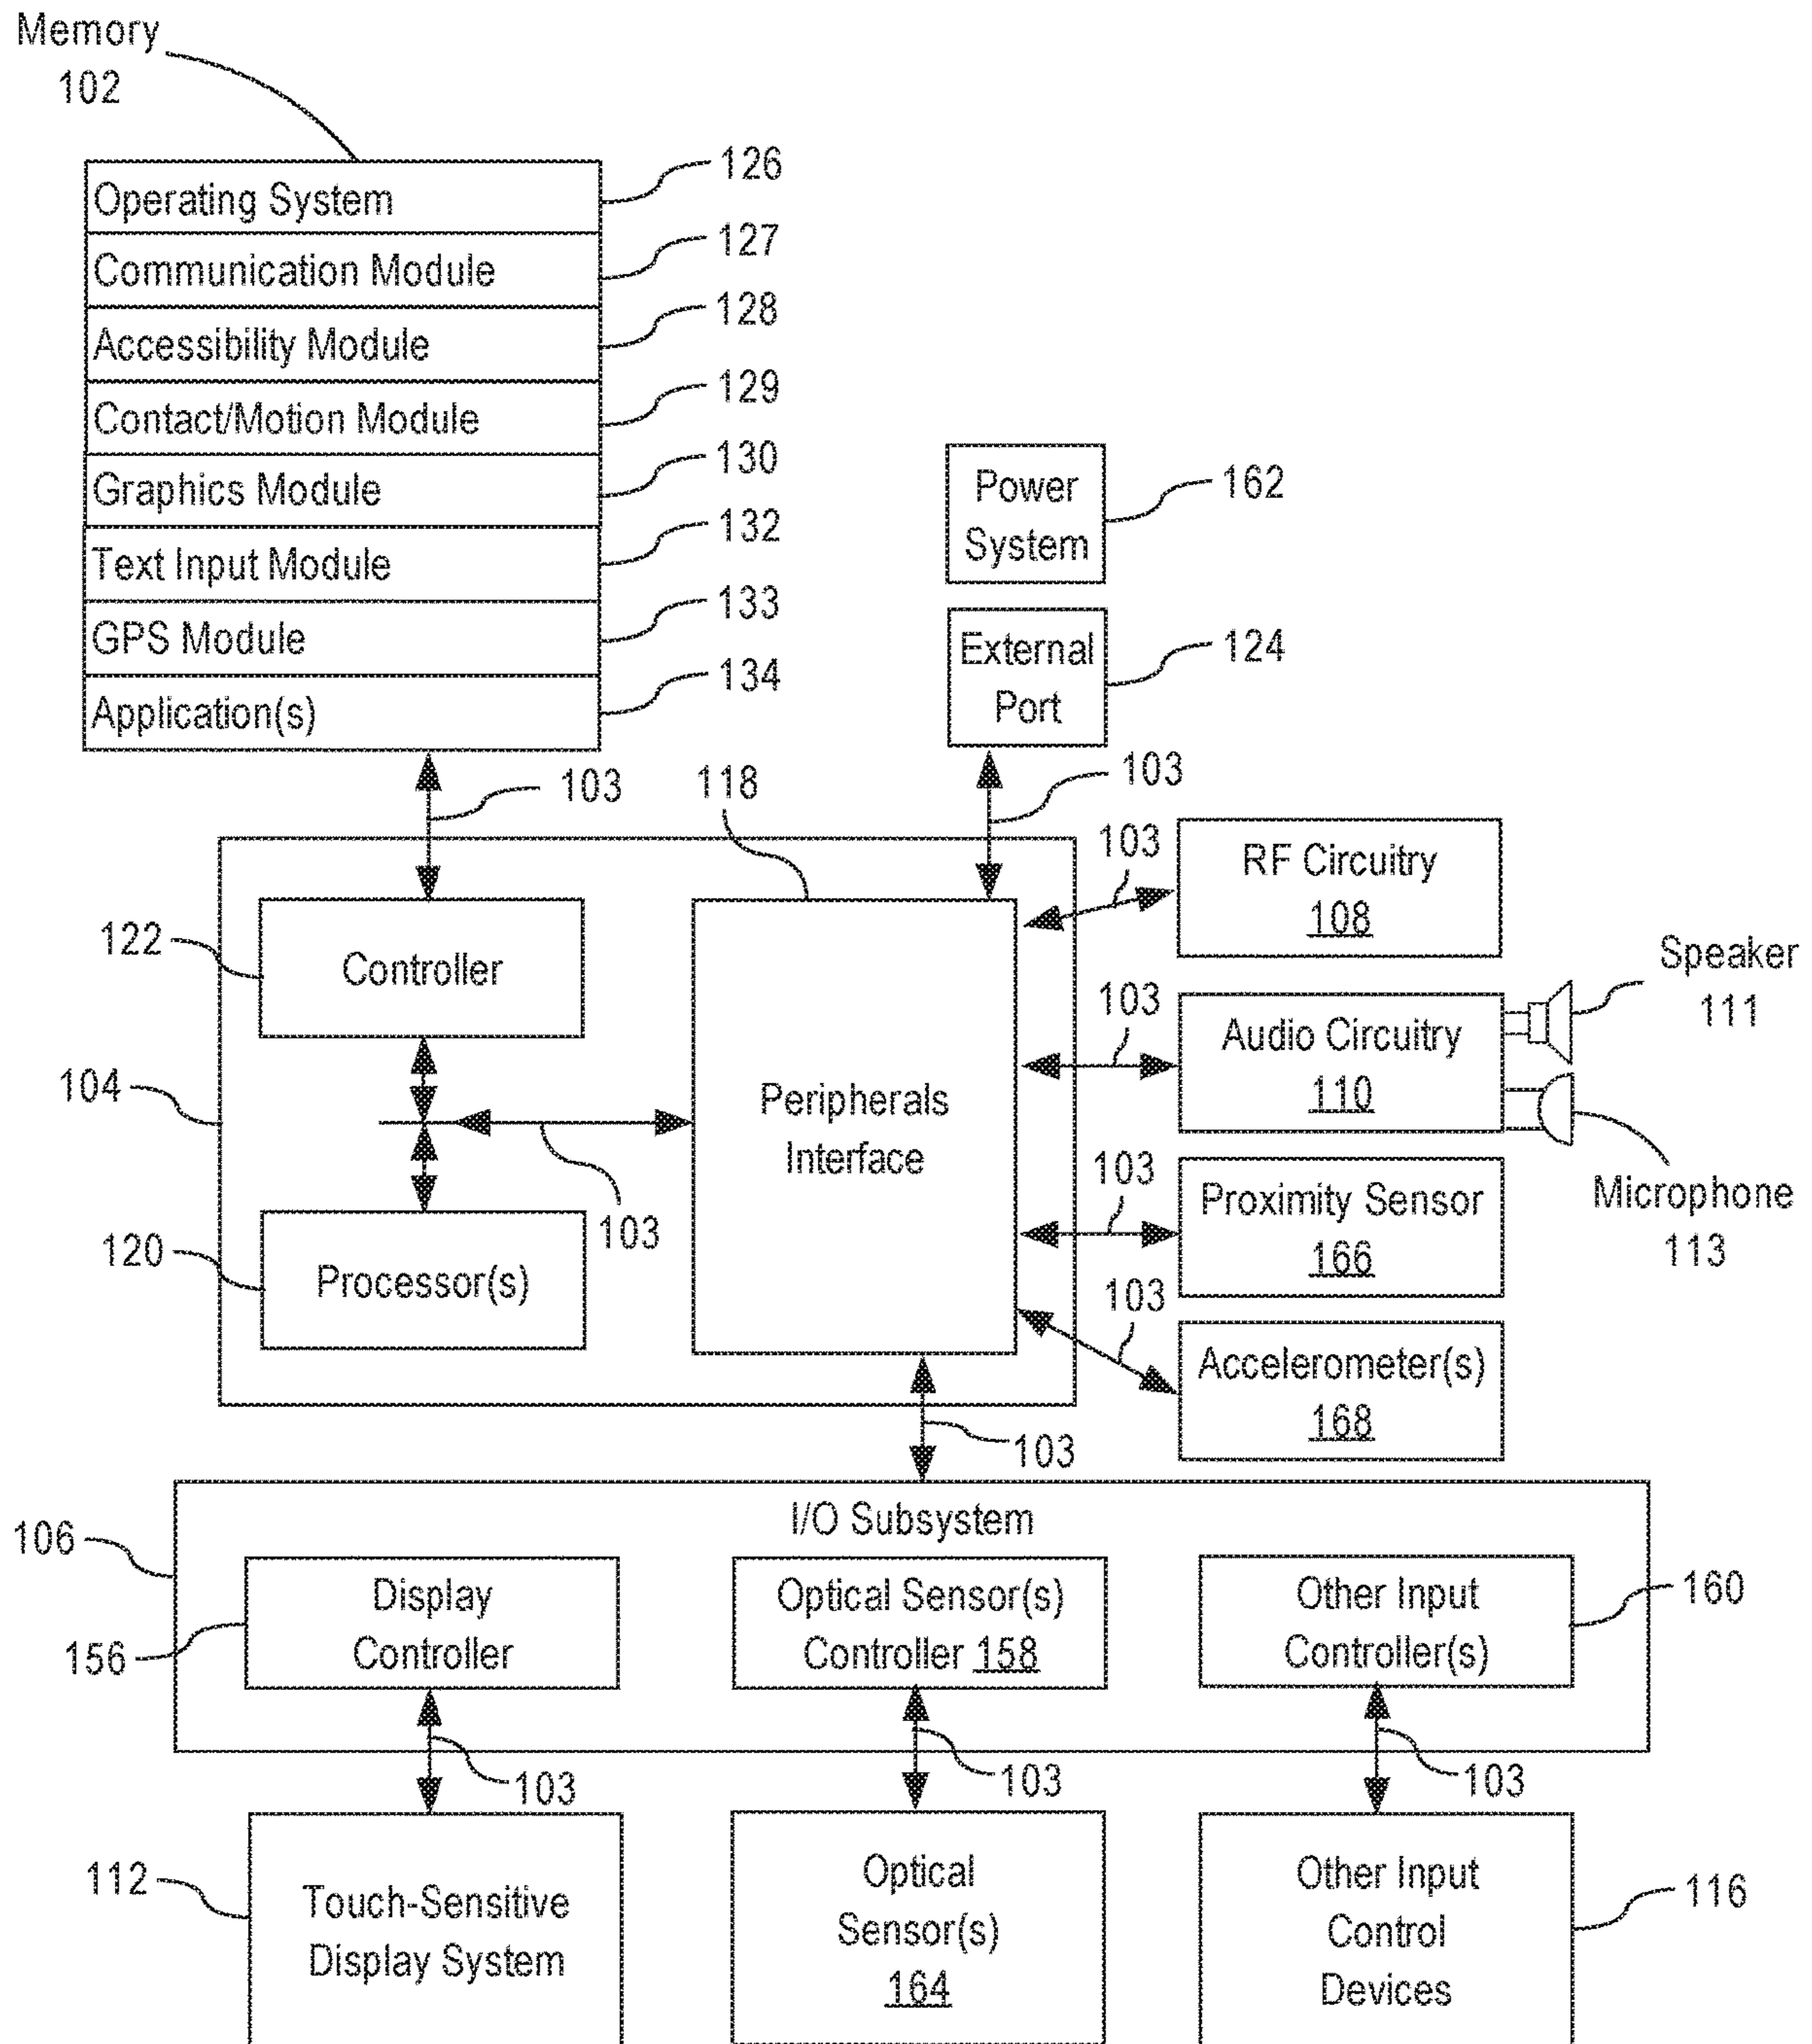 Memory
102
Operating System
126
Communication Module
127
Accessibility Module
128
Contact/Motion Module
129
Graphics Module
130
Text Input Module
132
GPS Module
133
Application(s)
134
Power
System
162
External
Port
124
103
118
103
103
RF Circuitry
108
122
Controller
Speaker
111
103
Audio Circuitry
110
104
Peripherals
Interface
103
103
Proximity Sensor
166
Microphone
113
120
Processor(s)
103
Accelerometer(s)
168
103
I/O Subsystem
106
Display
Controller
156
Optical Sensor(s)
Controller 158
Other Input
Controller(s)
160
103
103
103
112
Touch-Sensitive
Display System
Optical
Sensor(s)
164
Other Input
Control
Devices
116